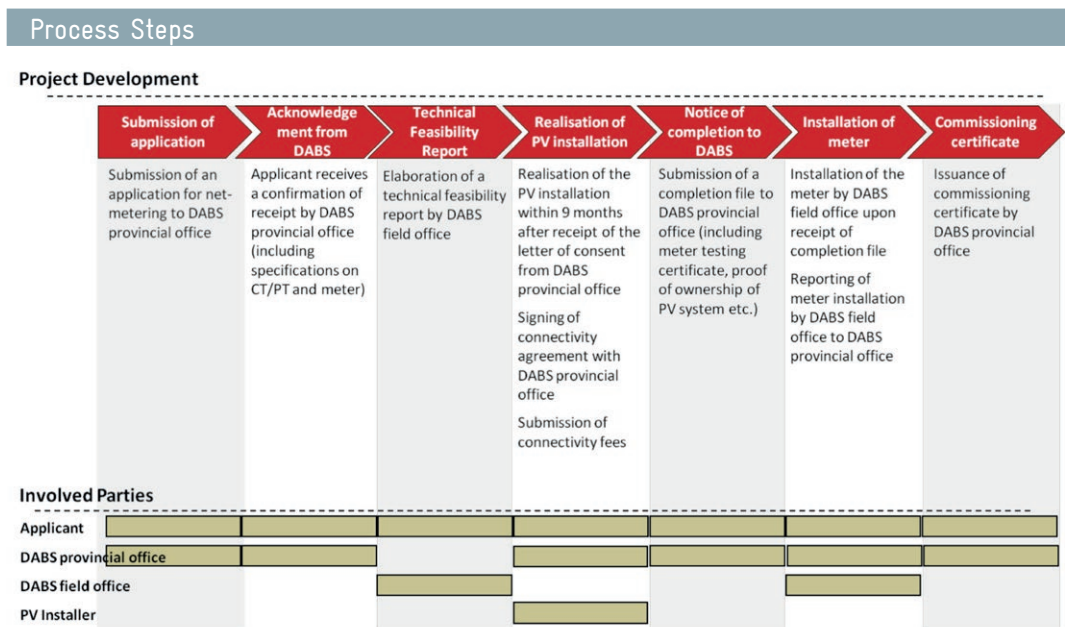 Process Steps
Project Development
Submission of
application
Acknowledge
ment from
DABS
Technical
Feasibility
Report
Realisation of
PV installation
Notice of
completion to
DABS
Installation of
meter
Commissioning
certificate
Submission of an
application for net-
metering to DABS
provincial office
Applicant receives
a confirmation of
receipt by DABS
provincial office
(including
specifications on
CT/PT and meter)
Elaboration of a
technical feasibility
report by DABS
field office
Realisation of the
PV installation
within 9 months
after receipt of the
letter of consent
from DABS
provincial office
Signing of
connectivity
agreement with
DABS provincial
office
Submission of
connectivity fees
Submission of a
completion file to
DABS provincial
office (including
meter testing
certificate, proof
of ownership of
PV system etc.)
Installation of the
meter by DABS
field office upon
receipt of
completion file
Reporting of
meter installation
by DABS field
office to DABS
provincial office
Issuance of
commissioning
certificate by
DABS provincial
office
Involved Parties
Applicant
DABS provincial office
DABS field office
PV Installer